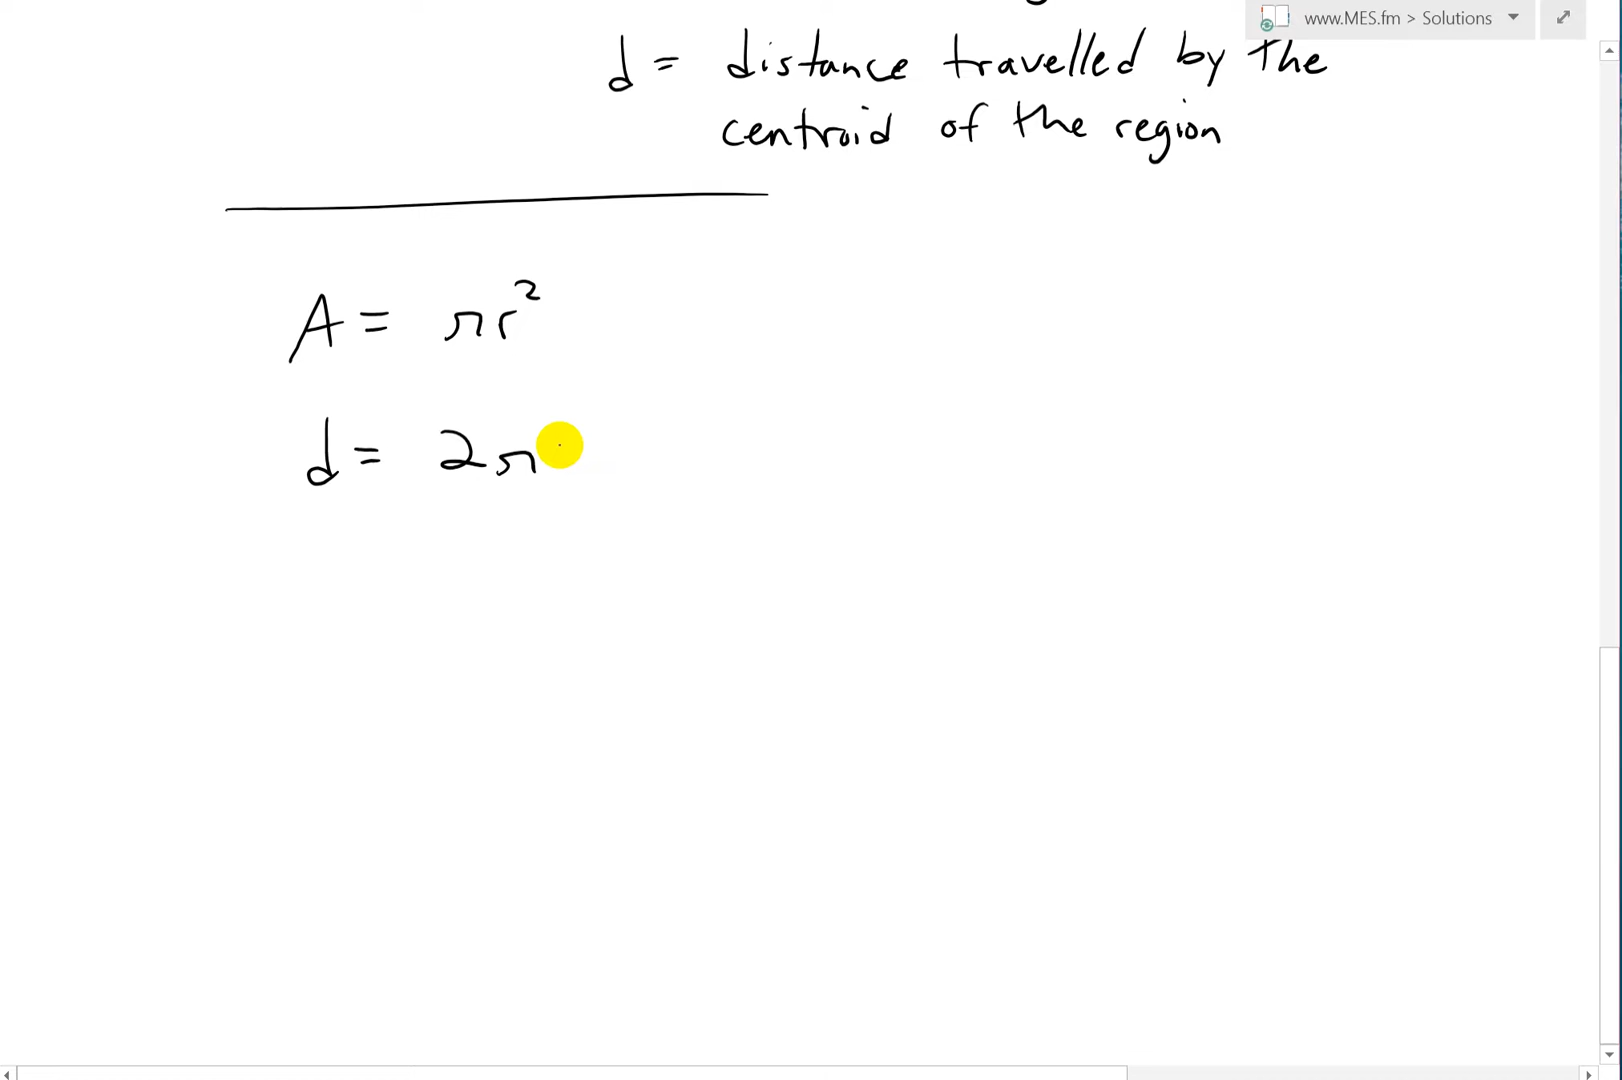 www.MES.fm > Solutions
d = distance travelled by the
centroid of the region
A = πr²
d = 2π